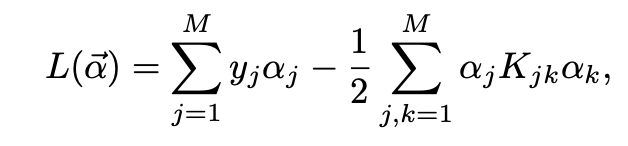 L(\vec{\alpha}) = \sum_{j=1}^{M} y_j \alpha_j - \frac{1}{2} \sum_{j,k=1}^{M} \alpha_j K_{jk} \alpha_k,